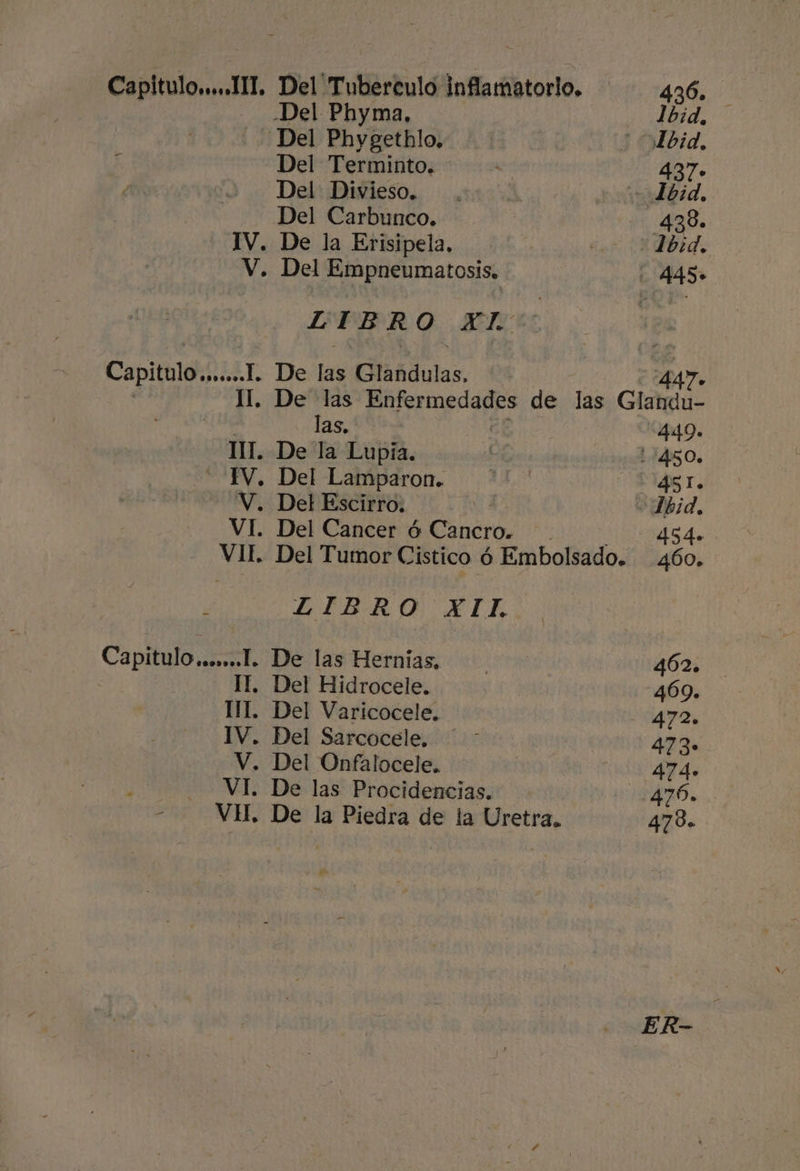 Capitulo.....III. Del Tuberculo inflamatorio. 436.
Del Phyma. Ibid.
Del Phygethlo. Ibid.
Del Terminto. 437.
Del Divieso. Ibid.
Del Carbunco. 438.
IV. De la Erisipela. Ibid.
V. Del Empneumatosis. 445.
LIBRO XI.
Capitulo.......I. De las Glandulas. 447.
II. De las Enfermedades de las Glandu-
las. 449.
III. De la Lupia. 450.
IV. Del Lamparon. 451.
V. Del Escirro. Ibid.
VI. Del Cancer ó Cancro. 454.
VII. Del Tumor Cistico ó Embolsado. 460.
LIBRO XII.
Capitulo.......I. De las Hernias. 462.
II. Del Hidrocele. 469.
III. Del Varicocele. 472.
IV. Del Sarcocele. 473.
V. Del Onfalocele. 474.
VI. De las Procidencias. 476.
VII. De la Piedra de la Uretra. 478.
ER-